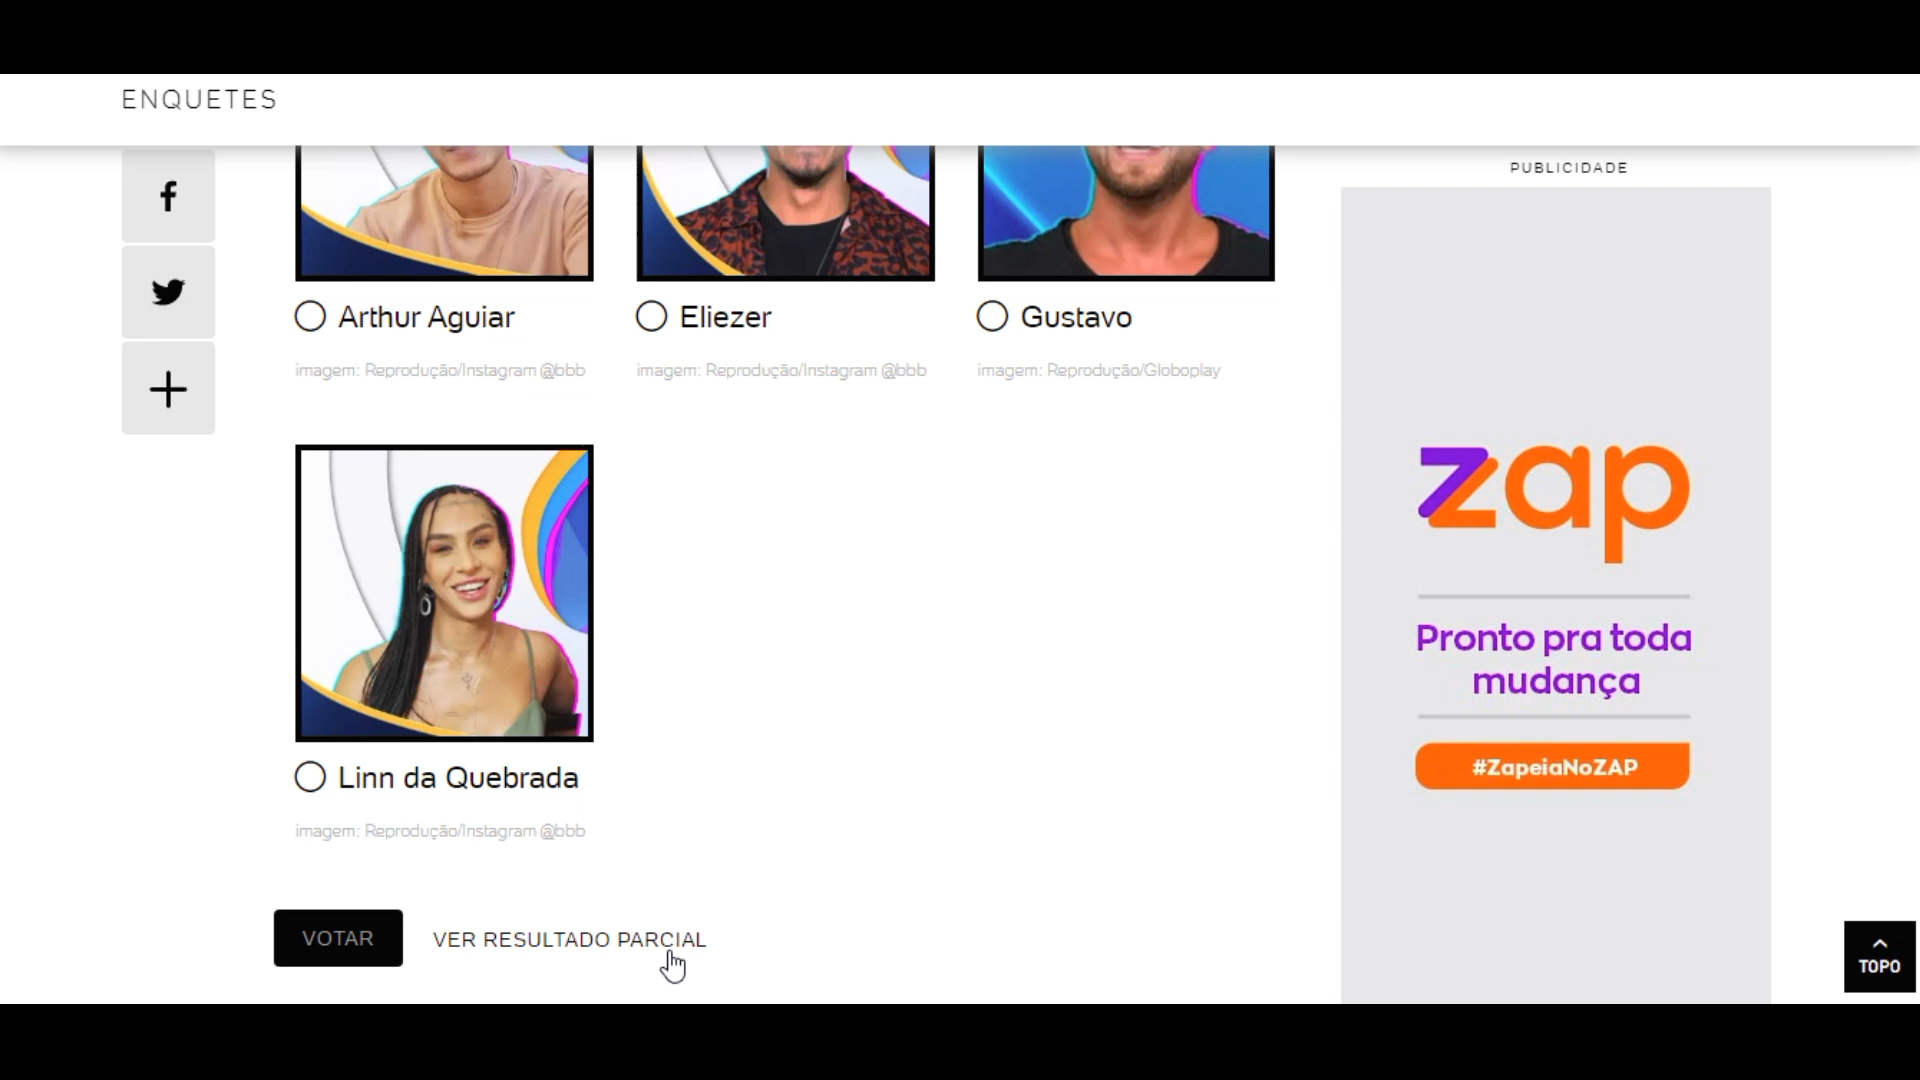 ENQUETES
Arthur Aguiar
Eliezer
Gustavo
imagem: Reprodução/Instagram @bbb
imagem: Reprodução/Instagram @bbb
imagem: Reprodução/Globoplay
Linn da Quebrada
imagem: Reprodução/Instagram @bbb
VOTAR
VER RESULTADO PARCIAL
PUBLICIDADE
zap
Pronto pra toda
mudança
#ZapeiaNoZAP
TOPO